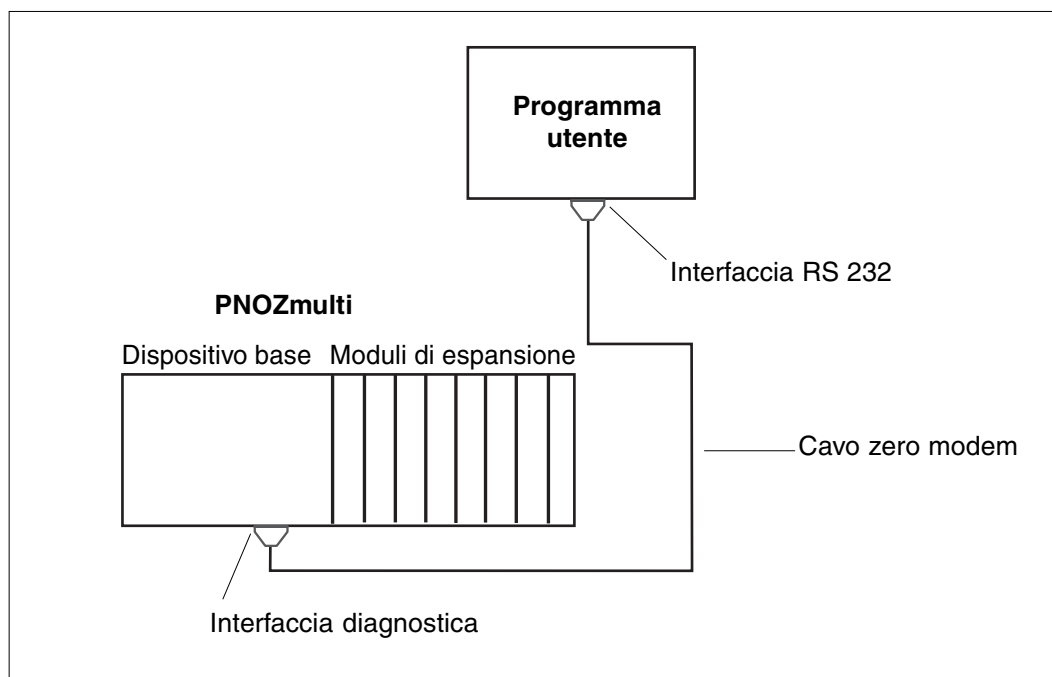 Programma
utente
Interfaccia RS 232
PNOZmulti
Dispositivo base Moduli di espansione
Cavo zero modem
Interfaccia diagnostica